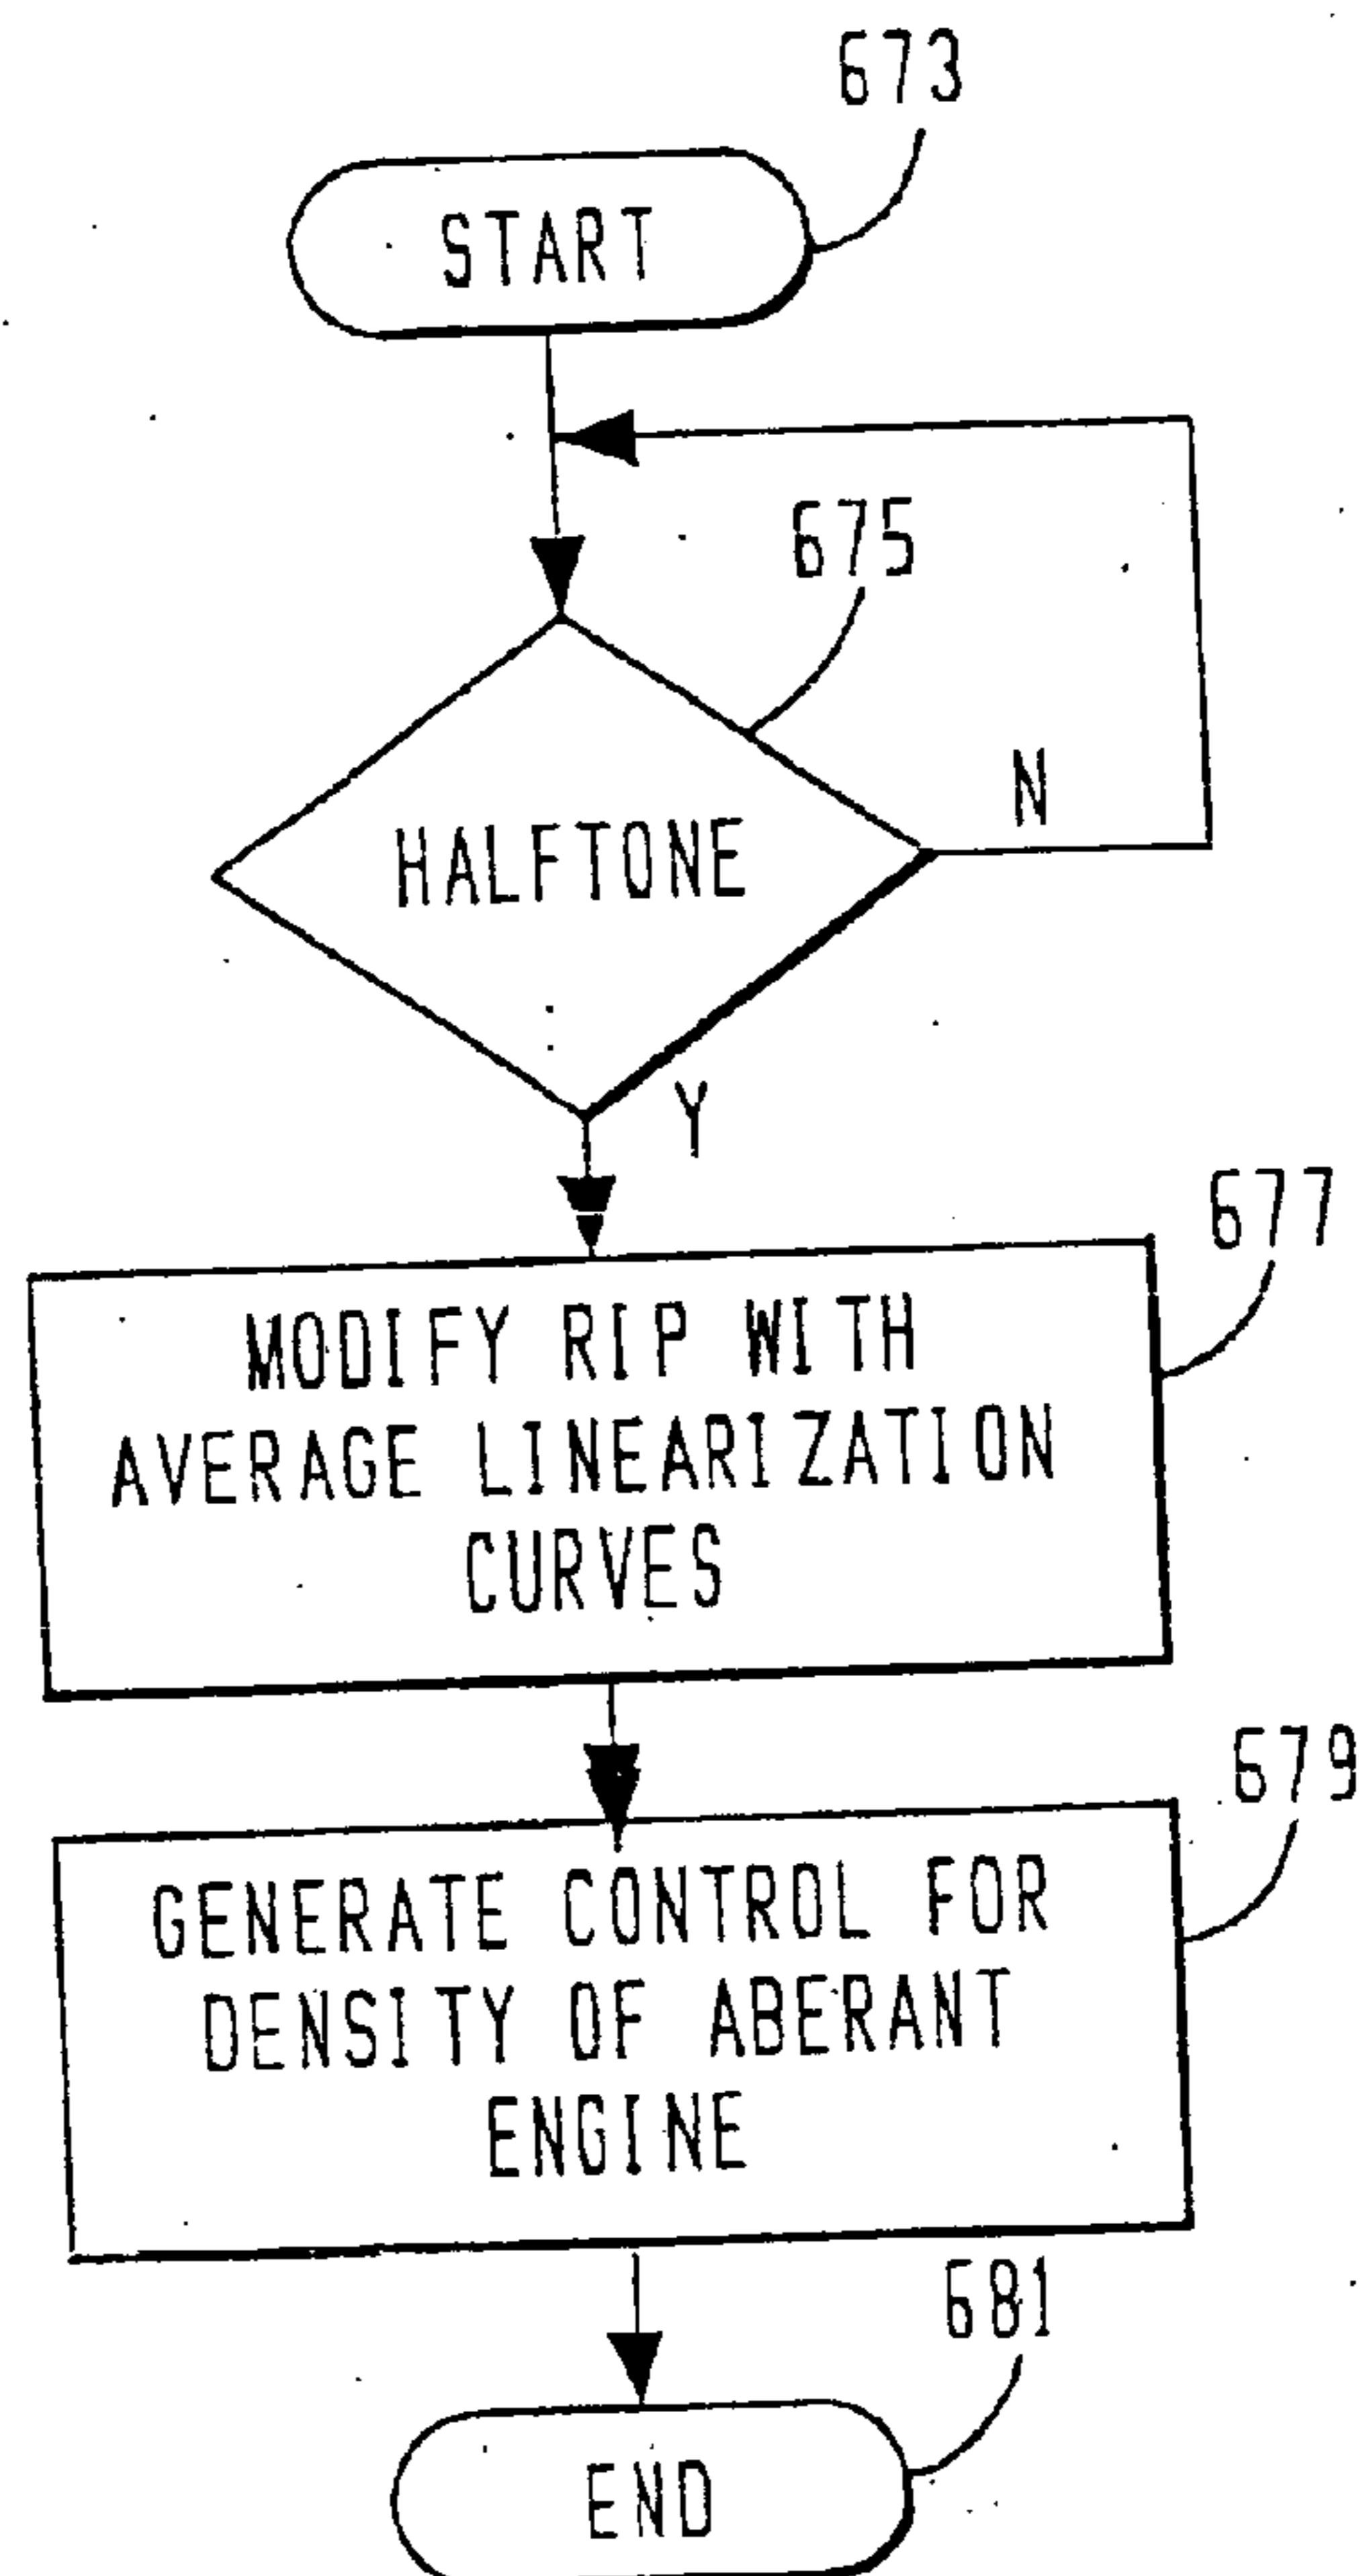 673
START
675
HALFTONE
N
Y
677
MODIFY RIP WITH
AVERAGE LINEARIZATION
CURVES
679
GENERATE CONTROL FOR
DENSITY OF ABERANT
ENGINE
681
END